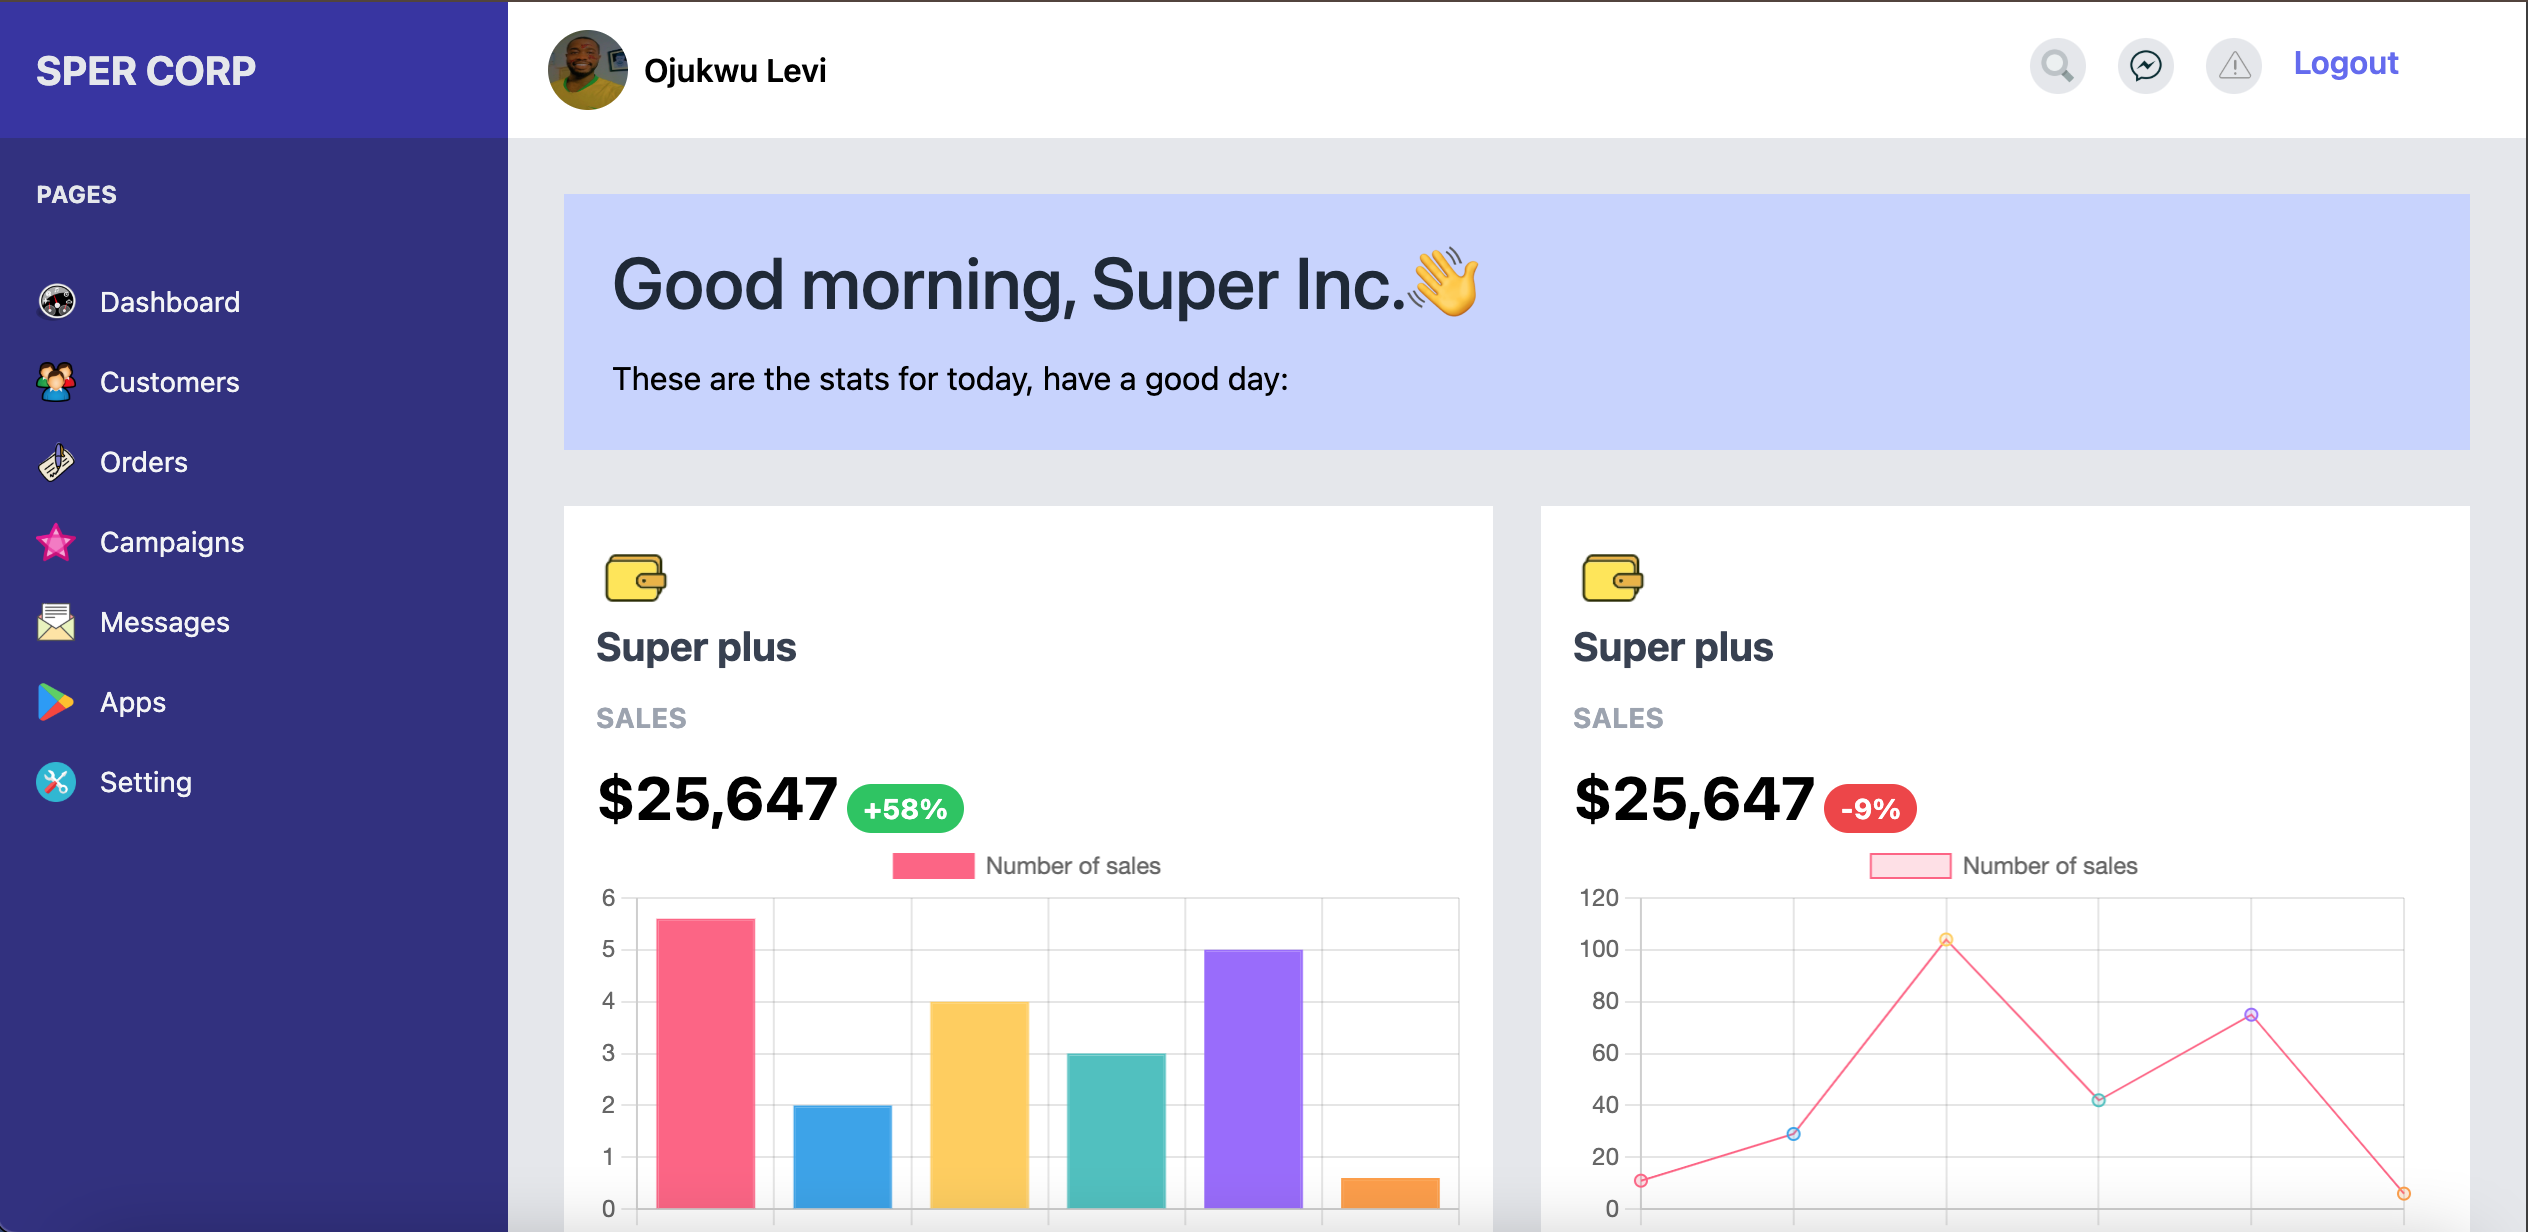 SPER CORP
Ojukwu Levi
Logout
PAGES
Dashboard
Customers
Orders
Campaigns
Messages
Apps
Setting
Good morning, Super Inc.👋
These are the stats for today, have a good day:
Super plus
SALES
$25,647 +58%
Number of sales
6
5
4
3
2
1
0
Super plus
SALES
$25,647 -9%
Number of sales
120
100
80
60
40
20
0